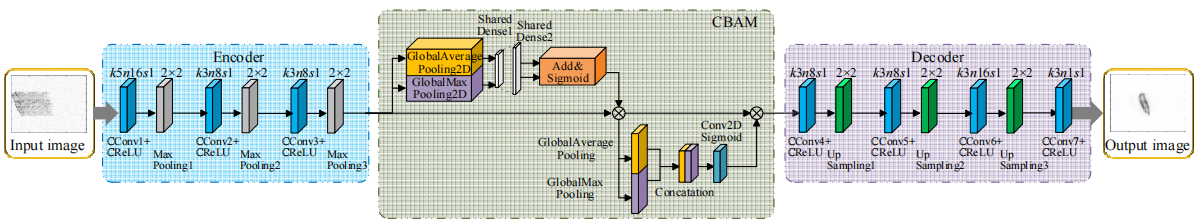 Encoder
k5n16s1 2×2 k3n8s1 2×2 k3n8s1 2×2
CConv1+
CReLU
Max
Pooling1
CConv2+
CReLU
Max
Pooling2
CConv3+
CReLU
Max
Pooling3
Input image
CBAM
Shared
Dense1
Shared
Dense2
GlobalAverage
Pooling2D
GlobalMax
Pooling2D
Add&
Sigmoid
GlobalAverage
Pooling
GlobalMax
Pooling
Concatation
Conv2D
Sigmoid
Decoder
k3n8s1 2×2 k3n8s1 2×2 k3n16s1 2×2 k3n1s1
CConv4+
CReLU
Up
Sampling1
CConv5+
CReLU
Up
Sampling2
CConv6+
CReLU
Up
Sampling3
CConv7+
CReLU
Output image